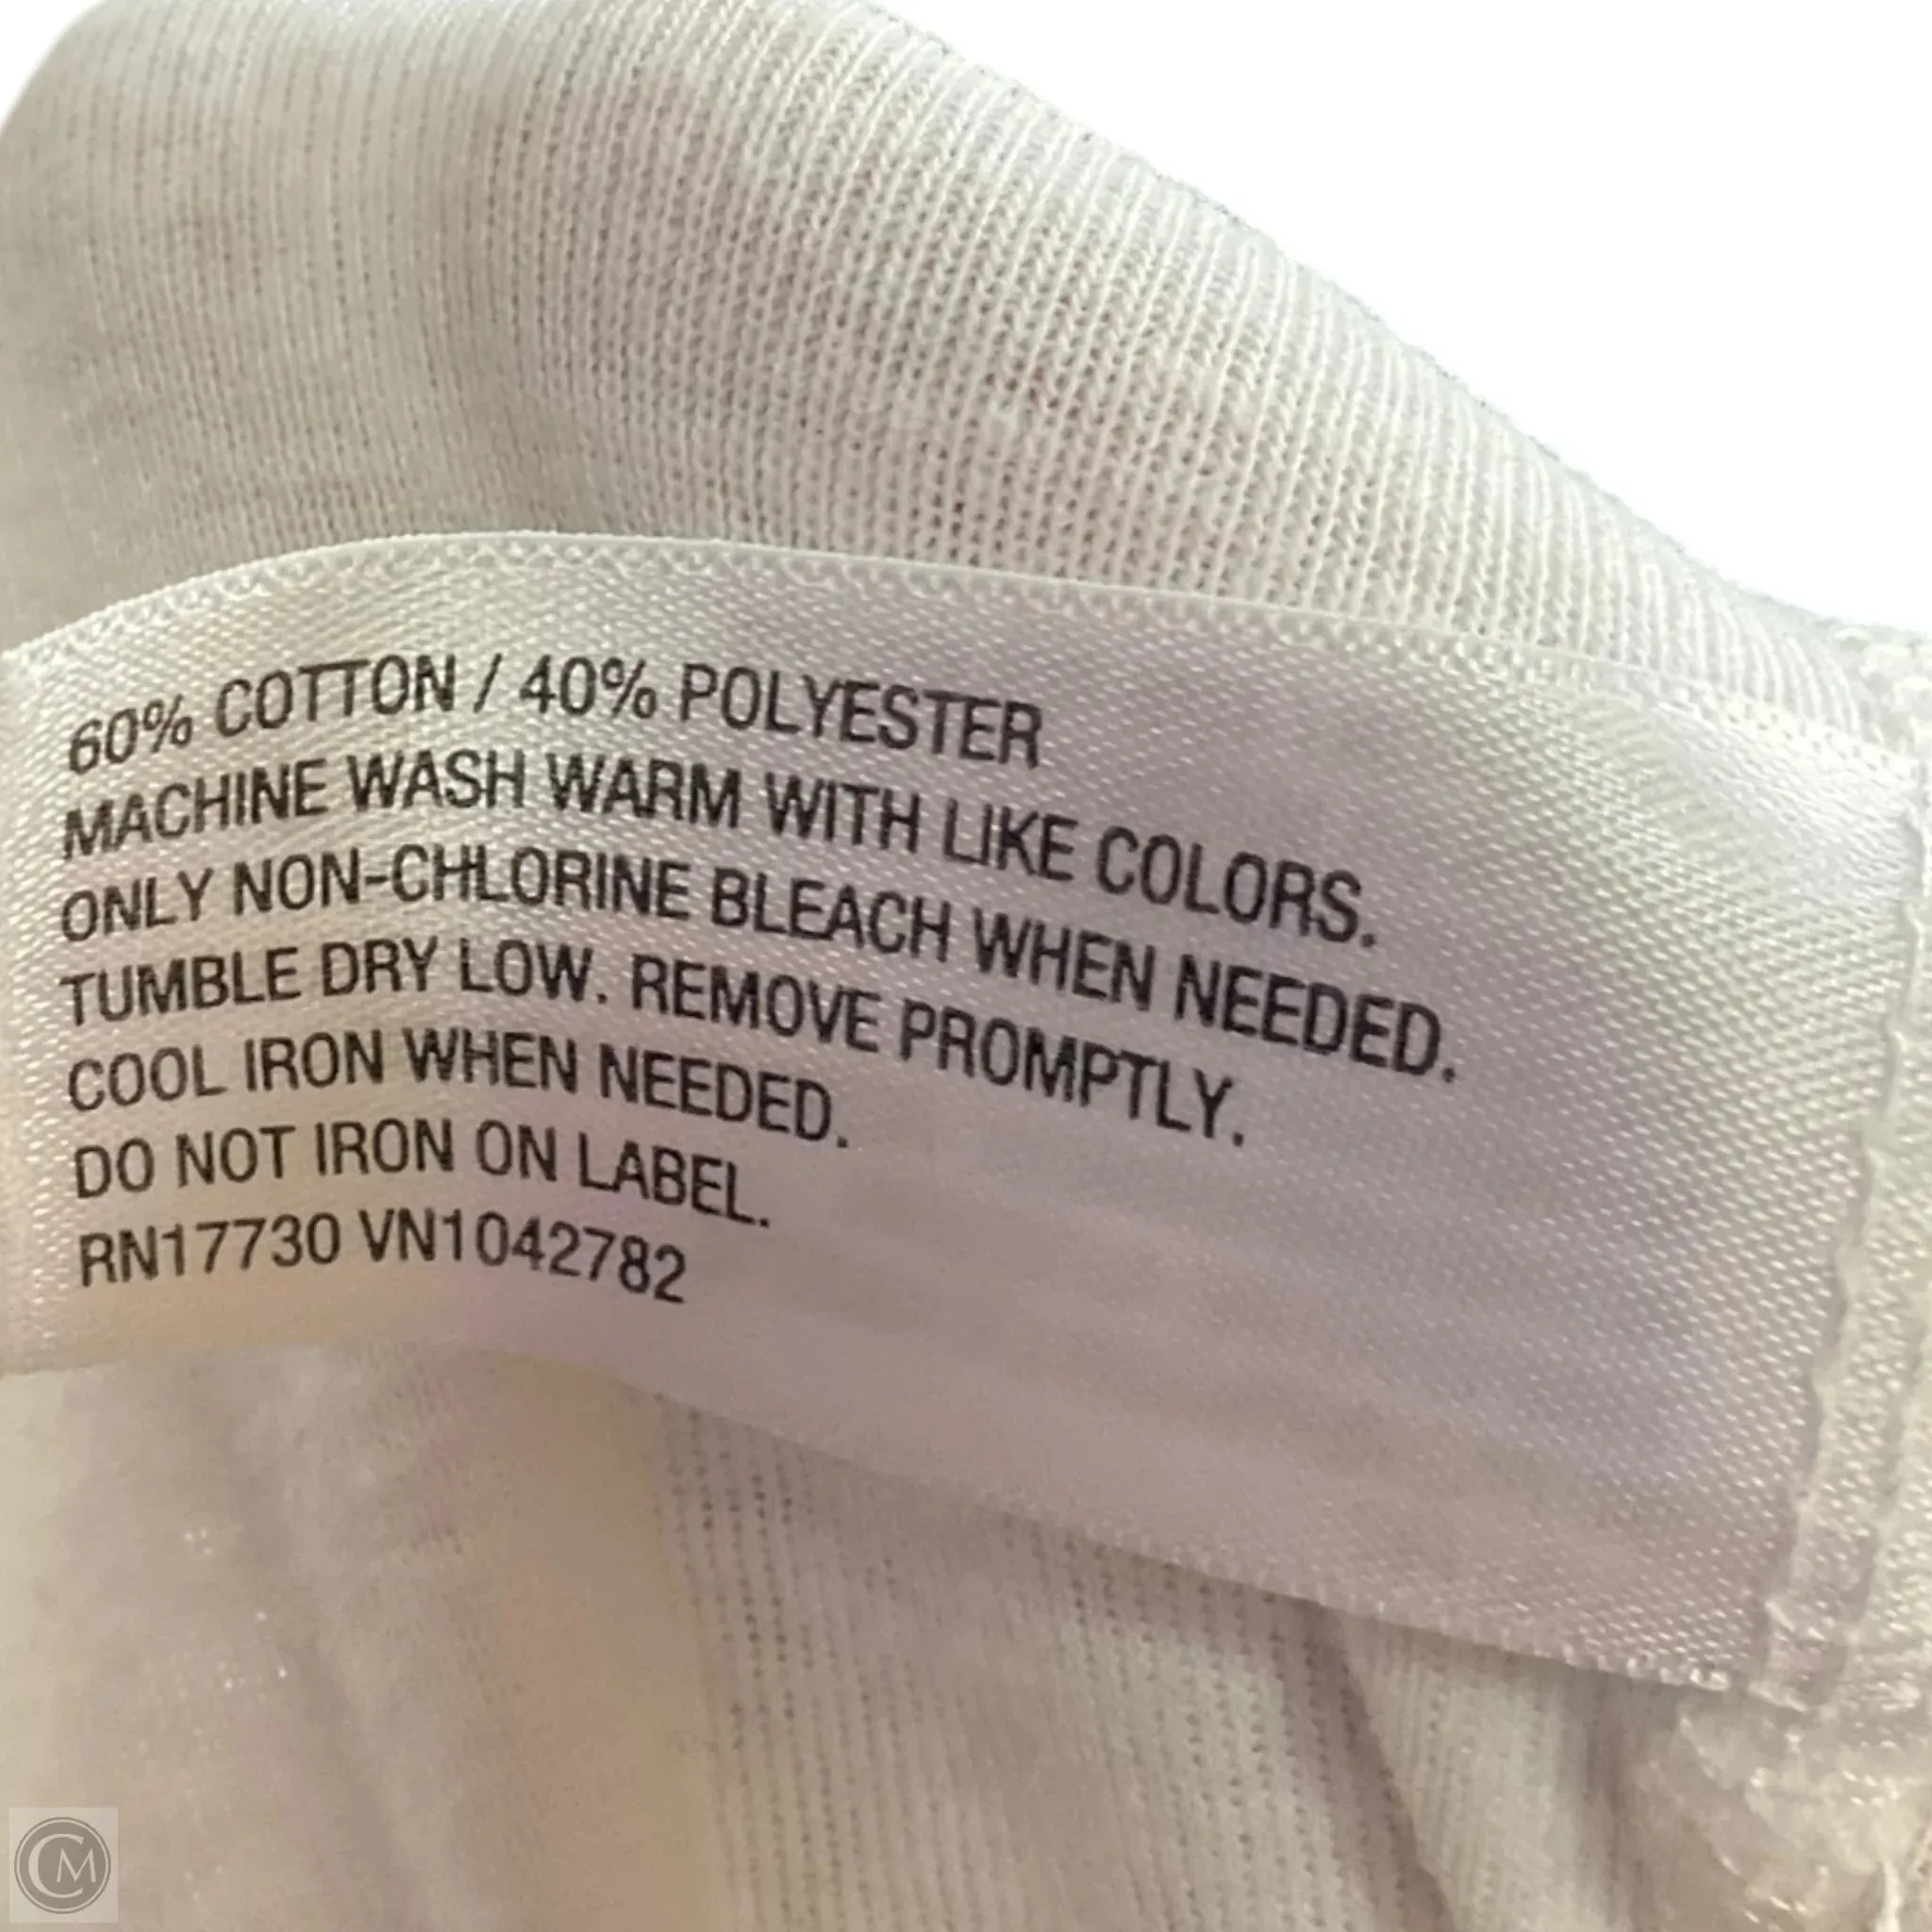 60% COTTON / 40% POLYESTER
MACHINE WASH WARM WITH LIKE COLORS.
ONLY NON-CHLORINE BLEACH WHEN NEEDED.
TUMBLE DRY LOW. REMOVE PROMPTLY.
COOL IRON WHEN NEEDED.
DO NOT IRON ON LABEL.
RN17730 VN1042782
CM